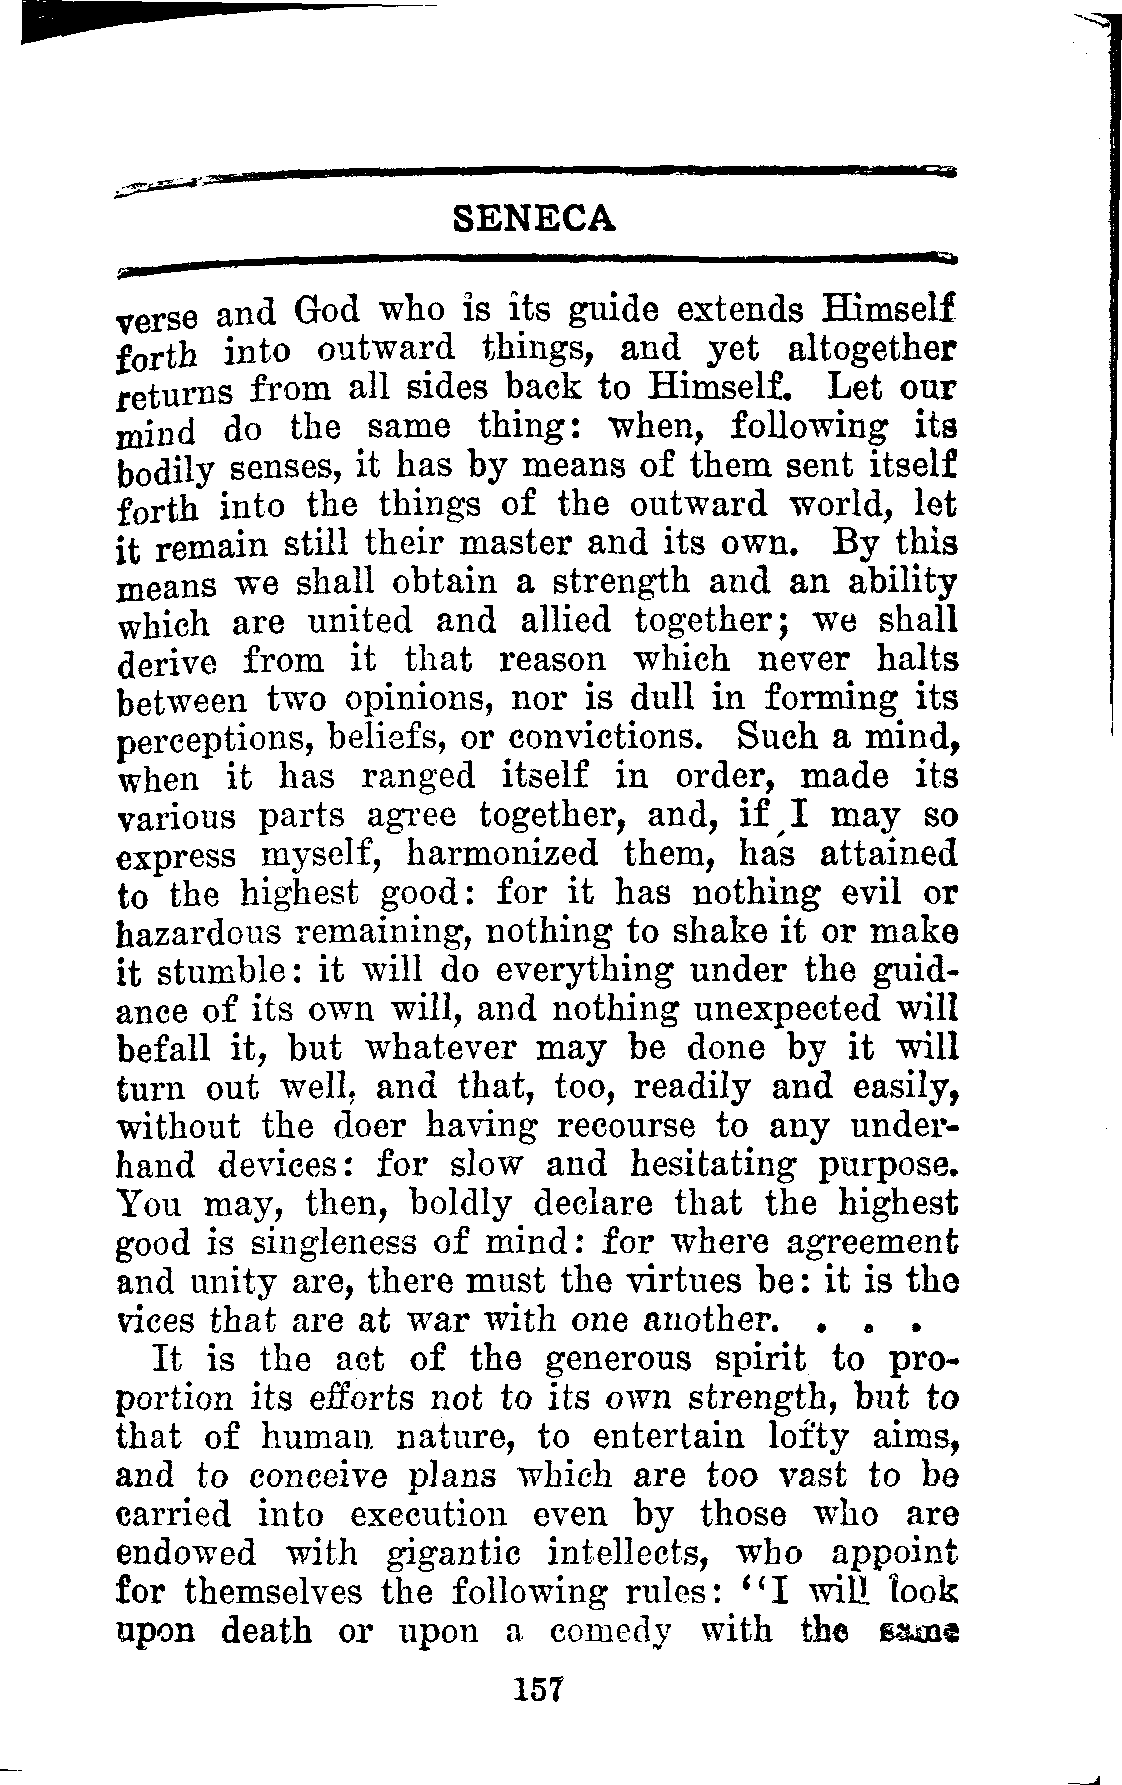 SENECA
verse and God who is its guide extends Himself
forth into outward things, and yet altogether
returns from all sides back to Himself. Let our
mind do the same thing: when, following its
bodily senses, it has by means of them sent itself
forth into the things of the outward world, let
it remain still their master and its own. By this
means we shall obtain a strength and an ability
which are united and allied together; we shall
derive from it that reason which never halts
between two opinions, nor is dull in forming its
perceptions, beliefs, or convictions. Such a mind,
when it has ranged itself in order, made its
various parts agree together, and, if I may so
express myself, harmonized them, has attained
to the highest good: for it has nothing evil or
hazardous remaining, nothing to shake it or make
it stumble: it will do everything under the guid-
ance of its own will, and nothing unexpected will
befall it, but whatever may be done by it will
turn out well, and that, too, readily and easily,
without the doer having recourse to any under-
hand devices: for slow and hesitating purpose.
You may, then, boldly declare that the highest
good is singleness of mind: for where agreement
and unity are, there must the virtues be: it is the
vices that are at war with one another. . . .
It is the act of the generous spirit to pro-
portion its efforts not to its own strength, but to
that of human nature, to entertain lofty aims,
and to conceive plans which are too vast to be
carried into execution even by those who are
endowed with gigantic intellects, who appoint
for themselves the following rules: "I will look
upon death or upon a comedy with the same
157